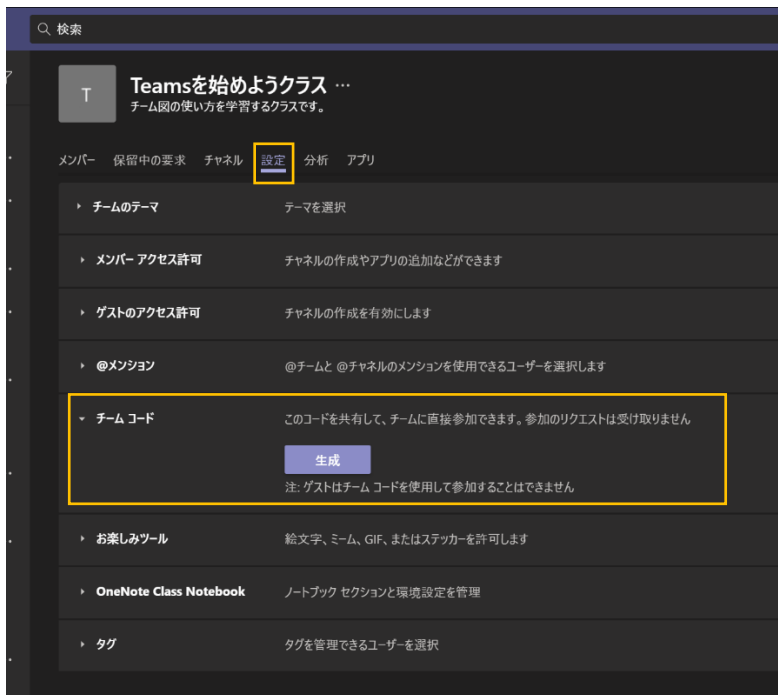 検索
T
Teamsを始めようクラス …
チーム図の使い方を学習するクラスです。
メンバー 保留中の要求 チャネル 設定 分析 アプリ
チームのテーマ テーマを選択
メンバー アクセス許可 チャネルの作成やアプリの追加などができます
ゲストのアクセス許可 チャネルの作成を有効にします
@メンション @チームと @チャネルのメンションを使用できるユーザーを選択します
チーム コード このコードを共有して、チームに直接参加できます。参加のリクエストは受け取りません
生成
注: ゲストはチーム コードを使用して参加することはできません
お楽しみツール 絵文字、ミーム、GIF、またはステッカーを許可します
OneNote Class Notebook ノートブック セクションと環境設定を管理
タグ タグを管理できるユーザーを選択